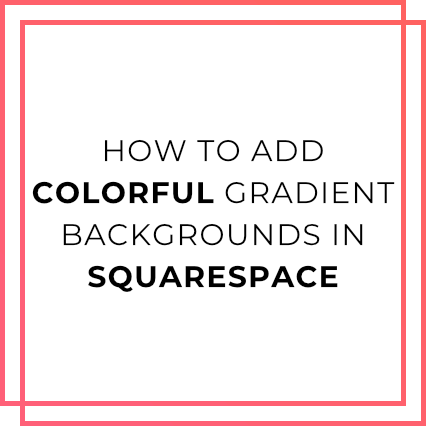 HOW TO ADD
COLORFUL GRADIENT
BACKGROUNDS IN
SQUARESPACE